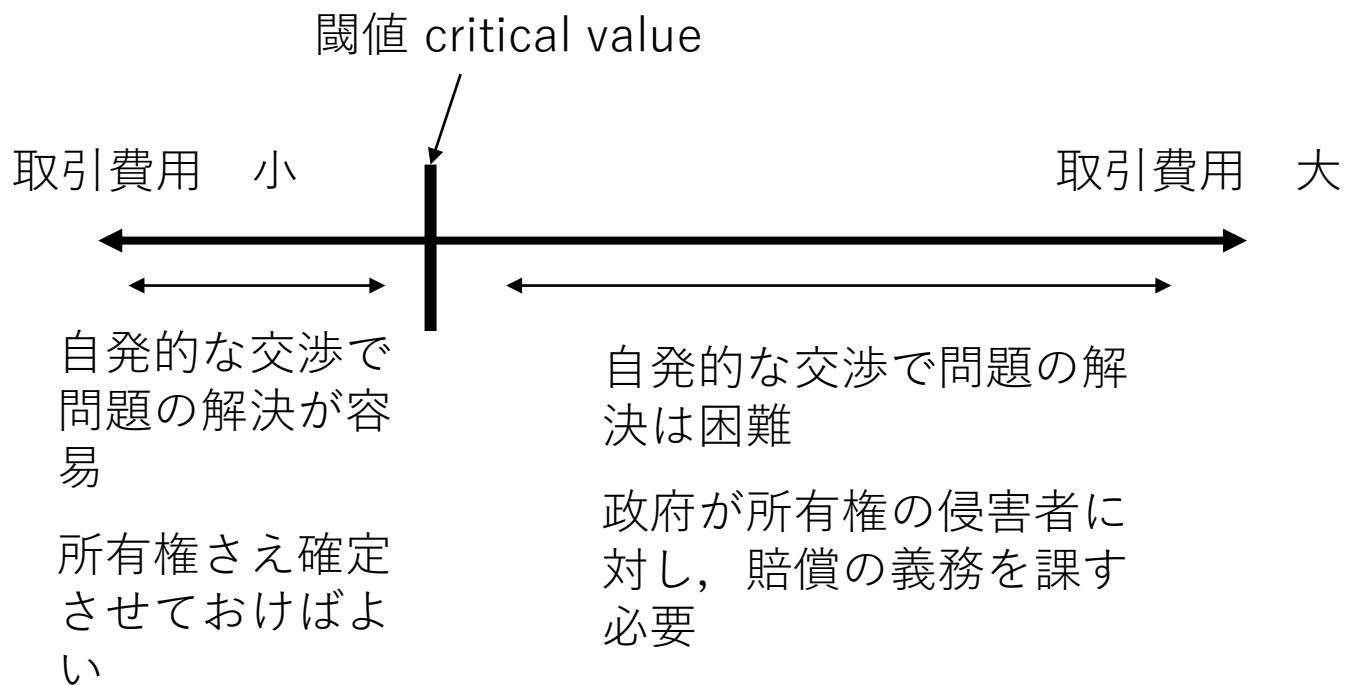 閾値 critical value
取引費用　小
取引費用　大
自発的な交渉で
問題の解決が容
易
所有権さえ確定
させておけばよ
い
自発的な交渉で問題の解
決は困難
政府が所有権の侵害者に
対し，賠償の義務を課す
必要